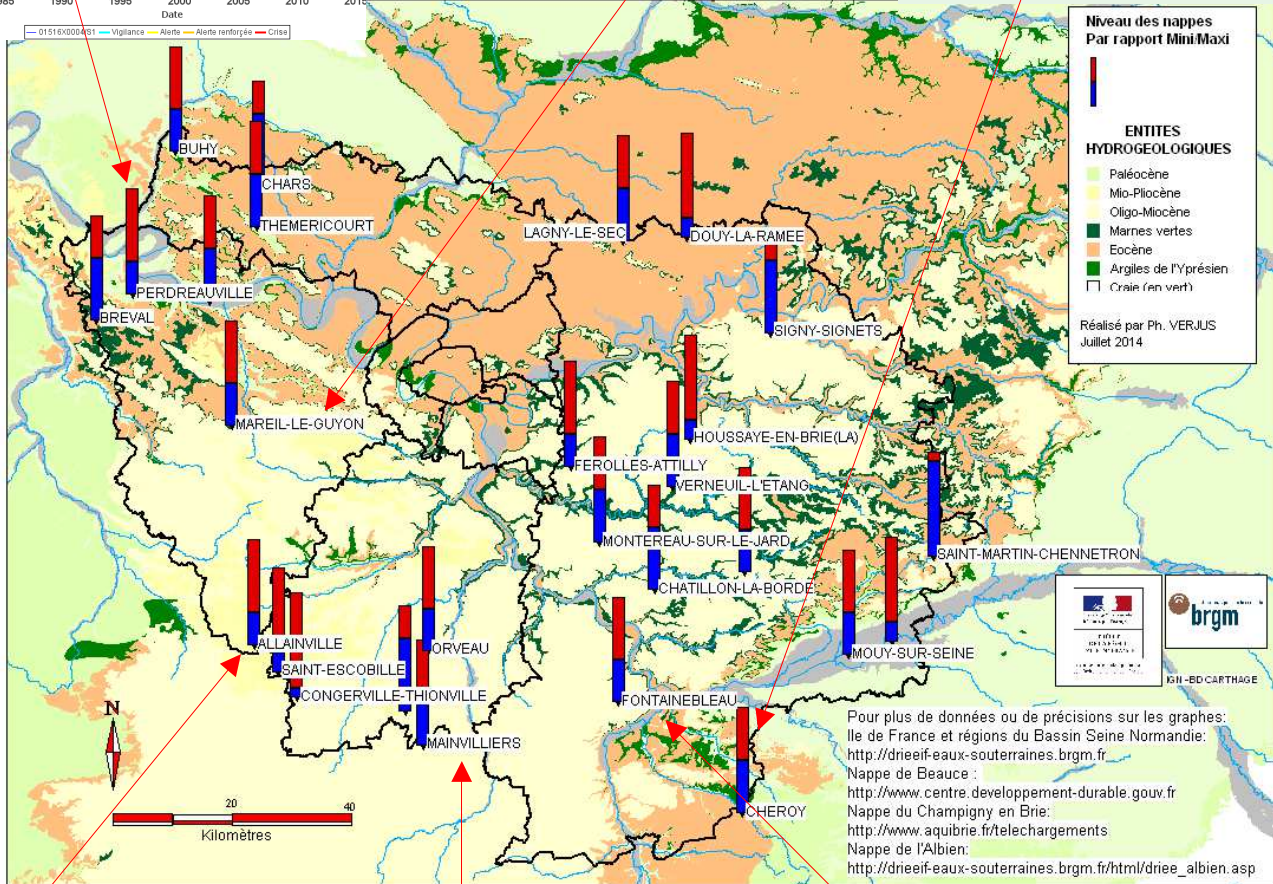 1990
1995
2000
2005
2010
Date
01516X0004/S1 Vigilance Alerte Alerte renforçée Crise
Niveau des nappes
Par rapport Mini/Maxi
ENTITES
HYDROGEOLOGIQUES
Paléocène
Mio-Pliocène
Oligo-Miocène
Marnes vertes
Eocène
Argiles de l'Yprésien
Craie (en vert)
Réalisé par Ph. VERJUS
Juillet 2014
BUHY
CHARS
THEMERICOURT
LAGNY-LE-SEC
DOUY-LA-RAMEE
PERDREAUVILLE
BREVAL
SIGNY-SIGNETS
MAREIL-LE-GUYON
HOUSSAYE-EN-BRIE(LA)
FEROLLES-ATTILLY
VERNEUIL-L'ETANG
MONTEREAU-SUR-LE-JARD
SAINT-MARTIN-CHENNETRON
CHATILLON-LA-BORDE
ALLAINVILLE
ORVEAU
MOUY-SUR-SEINE
SAINT-ESCOBILLE
CONGERVILLE-THIONVILLE
FONTAINEBLEAU
MAINVILLIERS
CHEROY
brgm
IGN -BD CARTHAGE
N
20 40
Kilomètres
Pour plus de données ou de précisions sur les graphes:
Ile de France et régions du Bassin Seine Normandie:
http://drieeif-eaux-souterraines.brgm.fr
Nappe de Beauce :
http://www.centre.developpement-durable.gouv.fr
Nappe du Champigny en Brie:
http://www.aquibrie.fr/telechargements
Nappe de l'Albien:
http://drieeif-eaux-souterraines.brgm.fr/html/driee_albien.asp